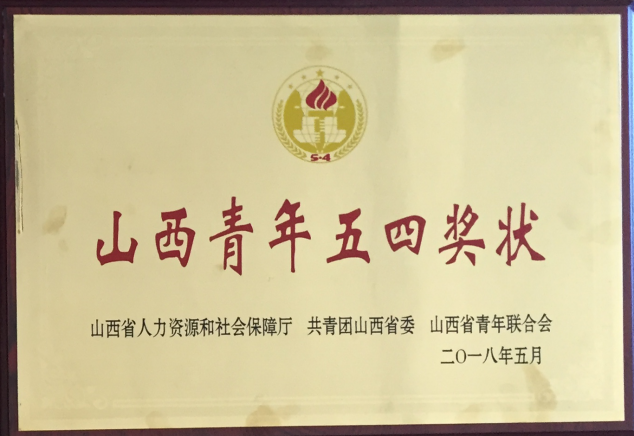 5·4
山西青年五四奖状
山西省人力资源和社会保障厅 共青团山西省委 山西省青年联合会
二〇一八年五月